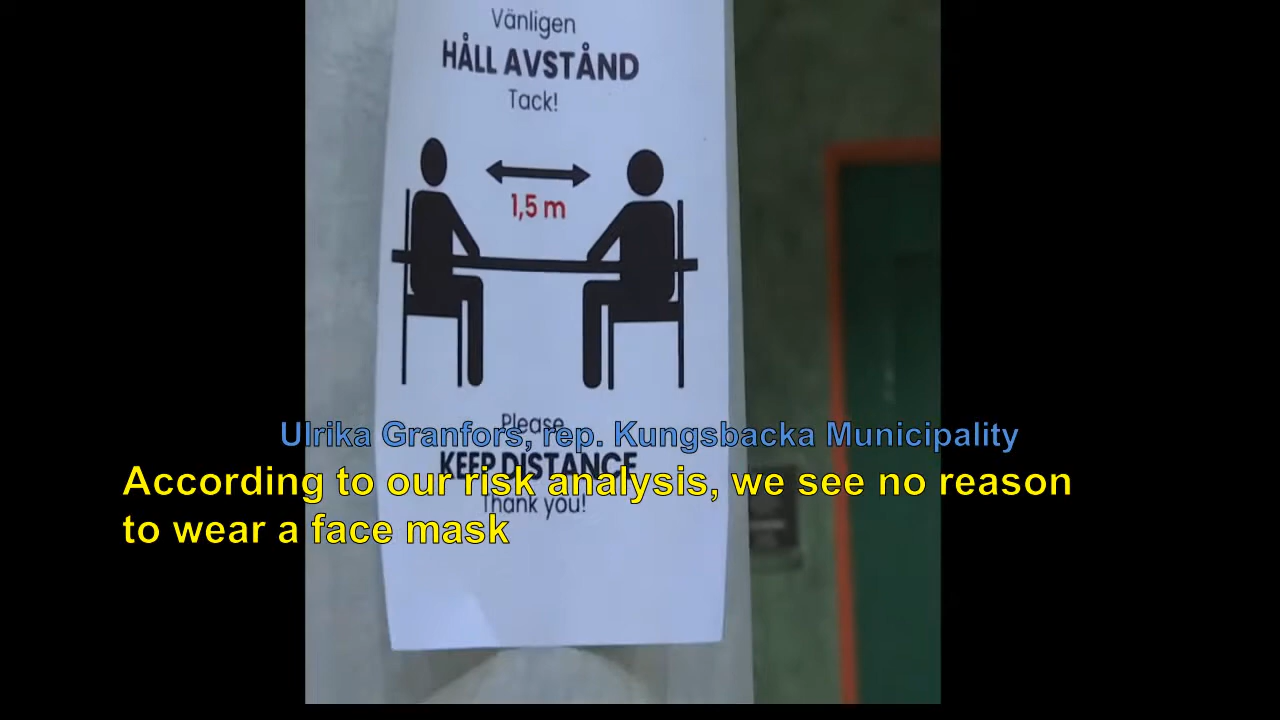 Vänligen
HÅLL AVSTÅND
Tack!
1,5 m
Please
Ulrika Granfors, rep. Kungsbacka Municipality
KEEP DISTANCE
According to our risk analysis, we see no reason
Thank you!
to wear a face mask